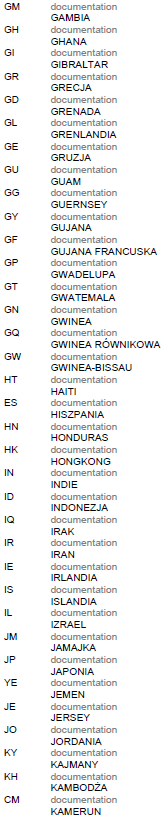 GM documentation
GAMBIA
GH documentation
GHANA
GI documentation
GIBRALTAR
GR documentation
GRECJA
GD documentation
GRENADA
GL documentation
GRENLANDIA
GE documentation
GRUZJA
GU documentation
GUAM
GG documentation
GUERNSEY
GY documentation
GUJANA
GF documentation
GUJANA FRANCUSKA
GP documentation
GWADELUPA
GT documentation
GWATEMALA
GN documentation
GWINEA
GQ documentation
GWINEA RÓWNIKOWA
GW documentation
GWINEA-BISSAU
HT documentation
HAITI
ES documentation
HISZPANIA
HN documentation
HONDURAS
HK documentation
HONGKONG
IN documentation
INDIE
ID documentation
INDONEZJA
IQ documentation
IRAK
IR documentation
IRAN
IE documentation
IRLANDIA
IS documentation
ISLANDIA
IL documentation
IZRAEL
JM documentation
JAMAJKA
JP documentation
JAPONIA
YE documentation
JEMEN
JE documentation
JERSEY
JO documentation
JORDANIA
KY documentation
KAJMANY
KH documentation
KAMBODŻA
CM documentation
KAMERUN